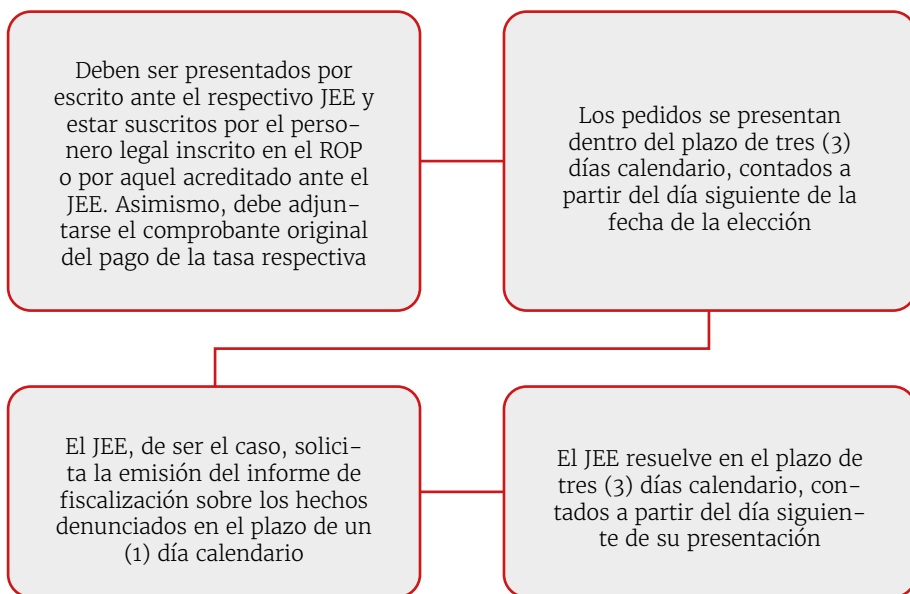 Deben ser presentados por
escrito ante el respectivo JEE y
estar suscritos por el perso-
nero legal inscrito en el ROP
o por aquel acreditado ante el
JEE. Asimismo, debe adjun-
tarse el comprobante original
del pago de la tasa respectiva
Los pedidos se presentan
dentro del plazo de tres (3)
días calendario, contados a
partir del día siguiente de la
fecha de la elección
El JEE, de ser el caso, solici-
ta la emisión del informe de
fiscalización sobre los hechos
denunciados en el plazo de un
(1) día calendario
El JEE resuelve en el plazo de
tres (3) días calendario, con-
tados a partir del día siguien-
te de su presentación